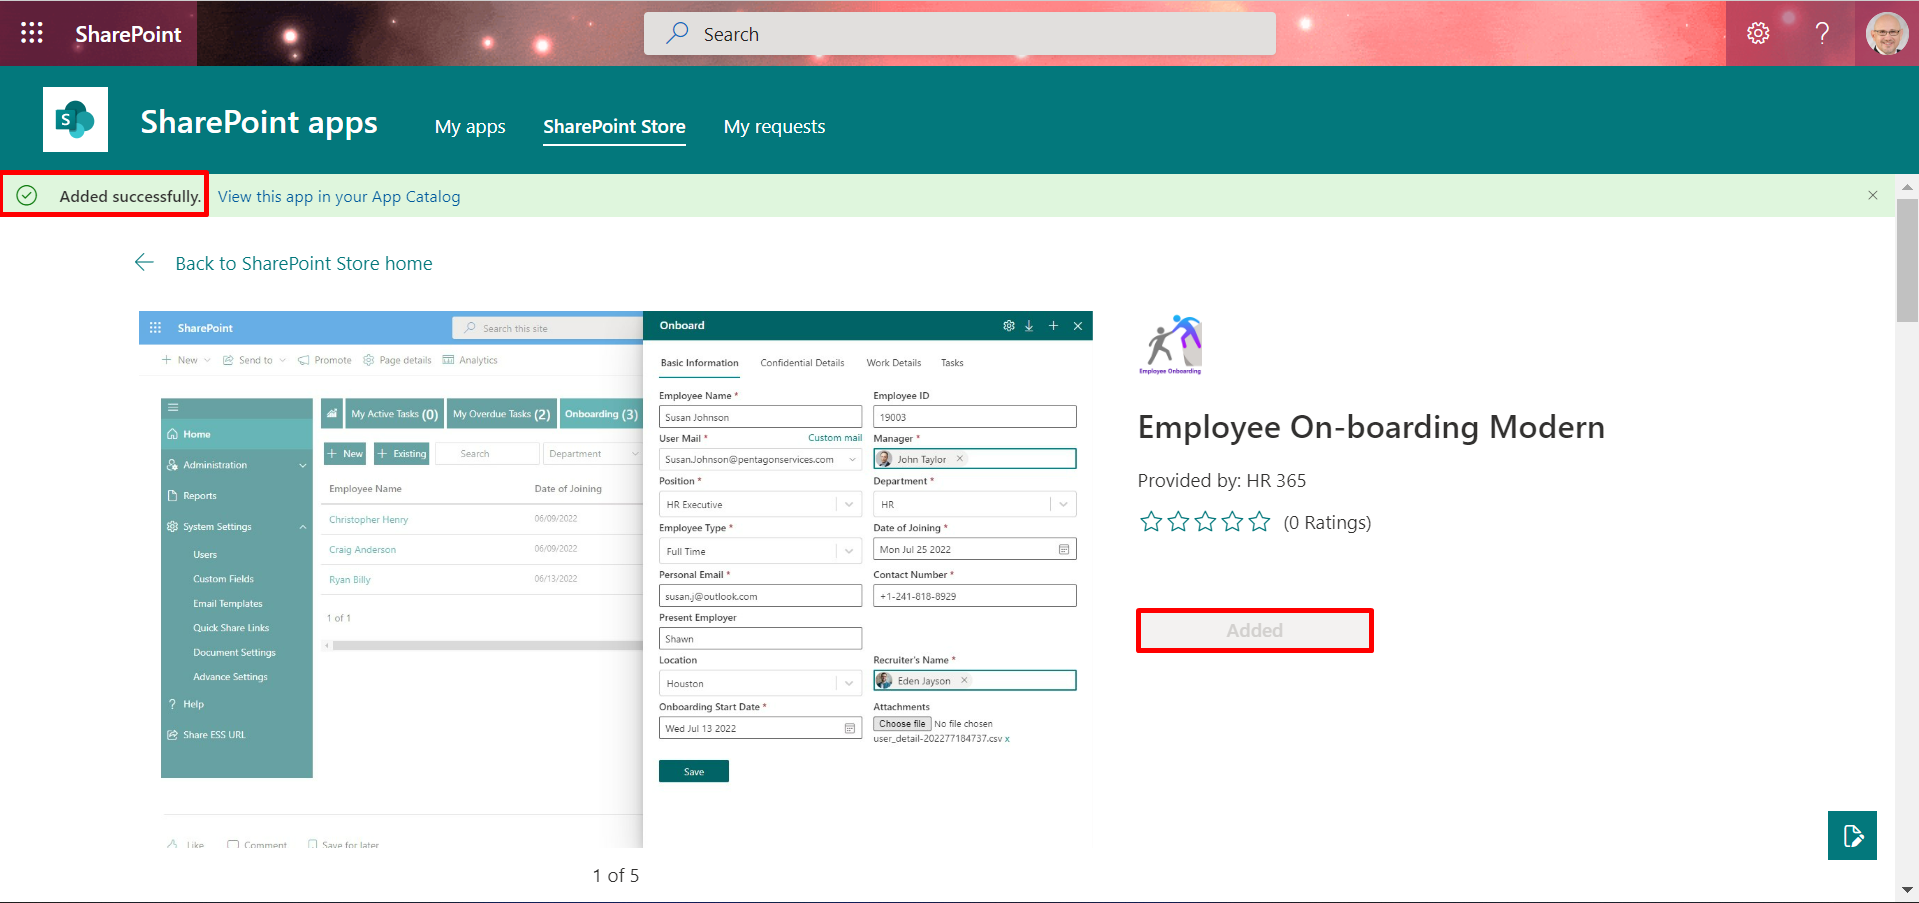 SharePoint
Search
S
SharePoint apps
My apps
SharePoint Store
My requests
Added successfully.
View this app in your App Catalog
Back to SharePoint Store home
SharePoint
Search this site
New
Send to
Promote
Page details
Analytics
Home
Administration
Reports
System Settings
Users
Custom Fields
Email Templates
Quick Share Links
Document Settings
Advance Settings
? Help
Share ESS URL
My Active Tasks (0)
My Overdue Tasks (2)
Onboarding (3)
+ New
+ Existing
Search
Department
Employee Name
Date of Joining
Christopher Henry
06/09/2022
Craig Anderson
06/09/2022
Ryan Billy
06/13/2022
1 of 1
Like
Comment
Save for later
Onboard
Basic Information
Confidential Details
Work Details
Tasks
Employee Name *
Employee ID
Susan Johnson
19003
User Mail *
Custom mail
Manager *
Susan.Johnson@pentagonservices.com
John Taylor
Position *
Department *
HR Executive
HR
Employee Type *
Date of Joining *
Full Time
Mon Jul 25 2022
Personal Email *
Contact Number *
susan.j@outlook.com
+1-241-818-8929
Present Employer
Shawn
Location
Recruiter's Name *
Houston
Eden Jayson
Onboarding Start Date *
Attachments
Wed Jul 13 2022
Choose file No file chosen
user_detail-202277184737.csv x
Save
1 of 5
Employee Onboarding
Employee On-boarding Modern
Provided by: HR 365
(0 Ratings)
Added